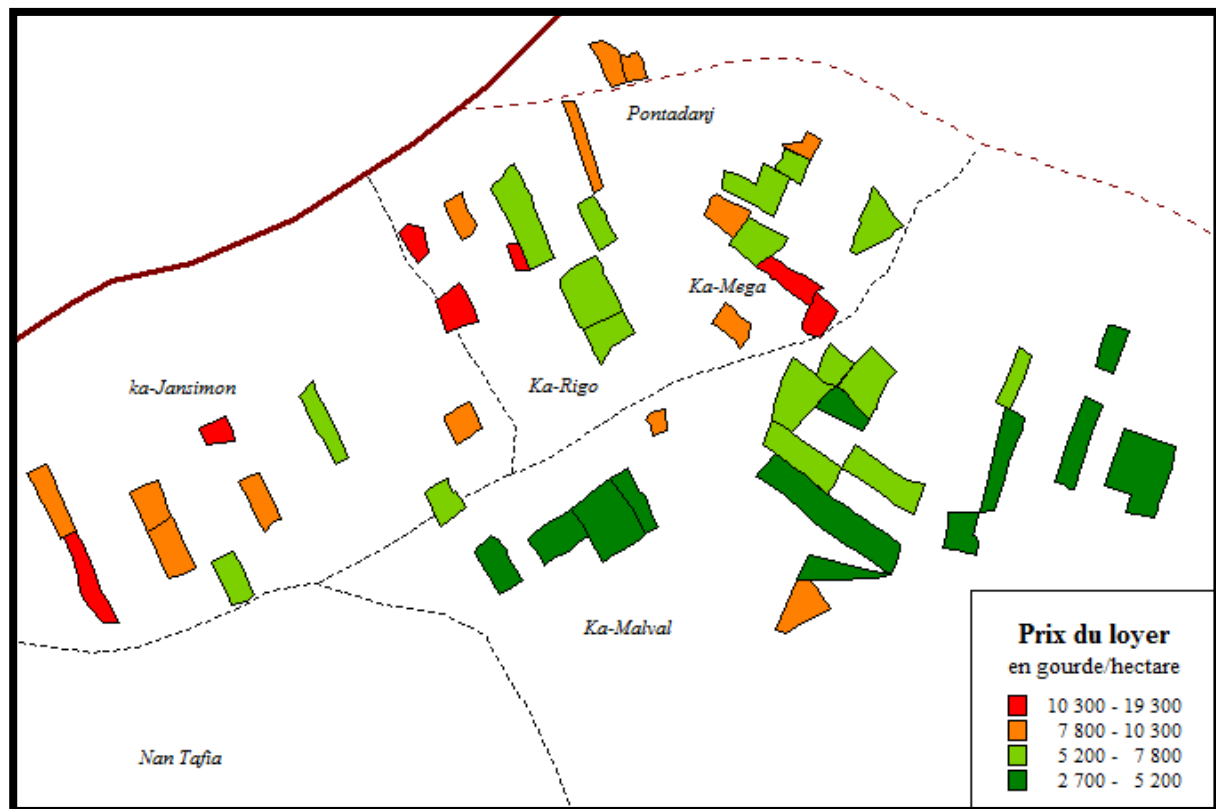 Pontadanj
Ka-Mega
ka-Jansimon
Ka-Rigo
Ka-Malval
Nan Tafia
Prix du loyer
en gourde/hectare
10 300 - 19 300
7 800 - 10 300
5 200 - 7 800
2 700 - 5 200